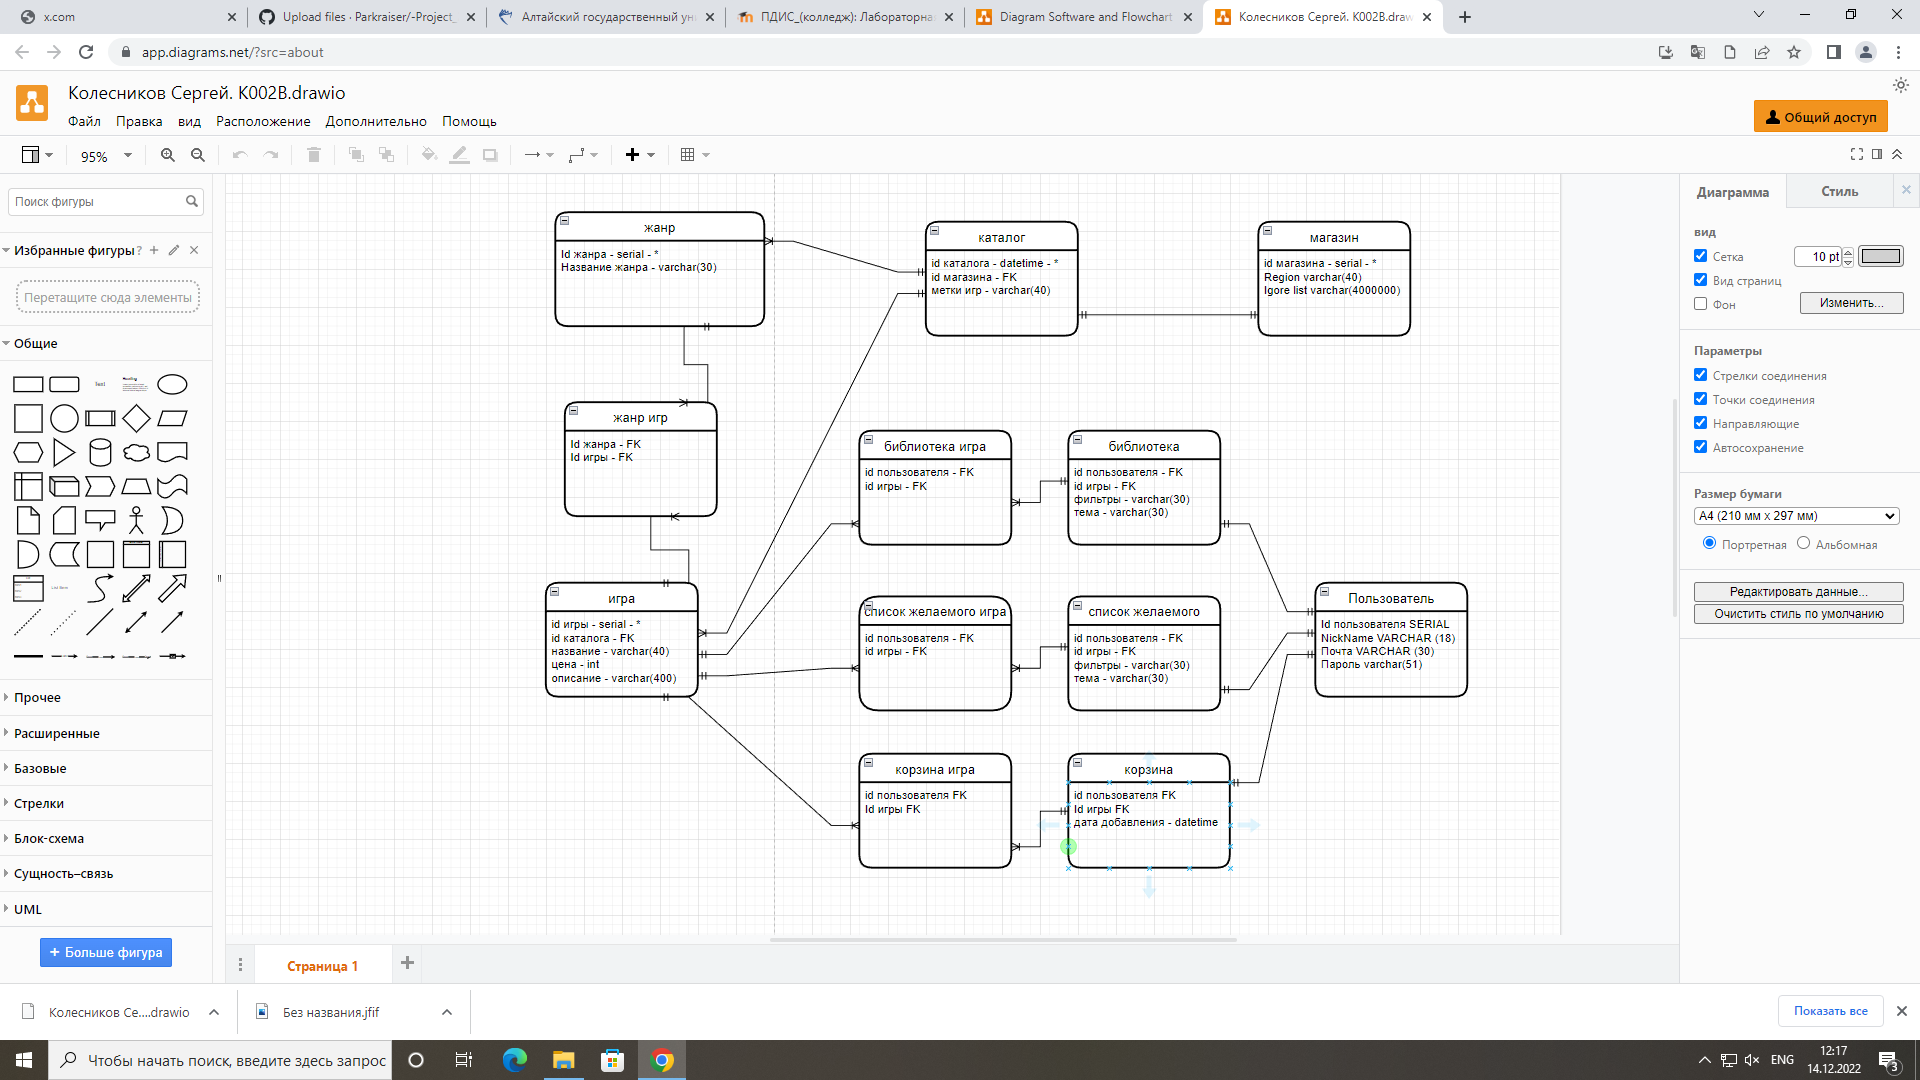 x.com
Upload files · Parkraiser/-Project_
Алтайский государственный уни
ПДИС_(колледж): Лабораторна
Diagram Software and Flowchart
Колесников Сергей. К002В.draw
app.diagrams.net/?src=about
Колесников Сергей. К002В.drawio
Файл Правка вид Расположение Дополнительно Помощь
Общий доступ
95%
Поиск фигуры
Избранные фигуры ?
Перетащите сюда элементы
Общие
Text
Heading
Прочее
Расширенные
Базовые
Стрелки
Блок-схема
Сущность–связь
UML
+ Больше фигура
жанр
Id жанра - serial - *
Название жанра - varchar(30)
каталог
id каталога - datetime - *
id магазина - FK
метки игр - varchar(40)
магазин
id магазина - serial - *
Region varchar(40)
Igore list varchar(4000000)
жанр игр
Id жанра - FK
Id игры - FK
библиотека игра
id пользователя - FK
id игры - FK
библиотека
id пользователя - FK
id игры - FK
фильтры - varchar(30)
тема - varchar(30)
игра
id игры - serial - *
id каталога - FK
название - varchar(40)
цена - int
описание - varchar(400)
список желаемого игра
id пользователя - FK
id игры - FK
список желаемого
id пользователя - FK
id игры - FK
фильтры - varchar(30)
тема - varchar(30)
Пользователь
Id пользователя SERIAL
NickName VARCHAR (18)
Почта VARCHAR (30)
Пароль varchar(51)
корзина игра
id пользователя FK
Id игры FK
корзина
id пользователя FK
Id игры FK
дата добавления - datetime
Диаграмма
Стиль
вид
Сетка
10 pt
Вид страниц
Фон
Изменить...
Параметры
Стрелки соединения
Точки соединения
Направляющие
Автосохранение
Размер бумаги
A4 (210 мм x 297 мм)
Портретная
Альбомная
Редактировать данные...
Очистить стиль по умолчанию
Страница 1
Колесников Се....drawio
Без названия.jfif
Показать все
Чтобы начать поиск, введите здесь запрос
ENG
12:17
14.12.2022
3